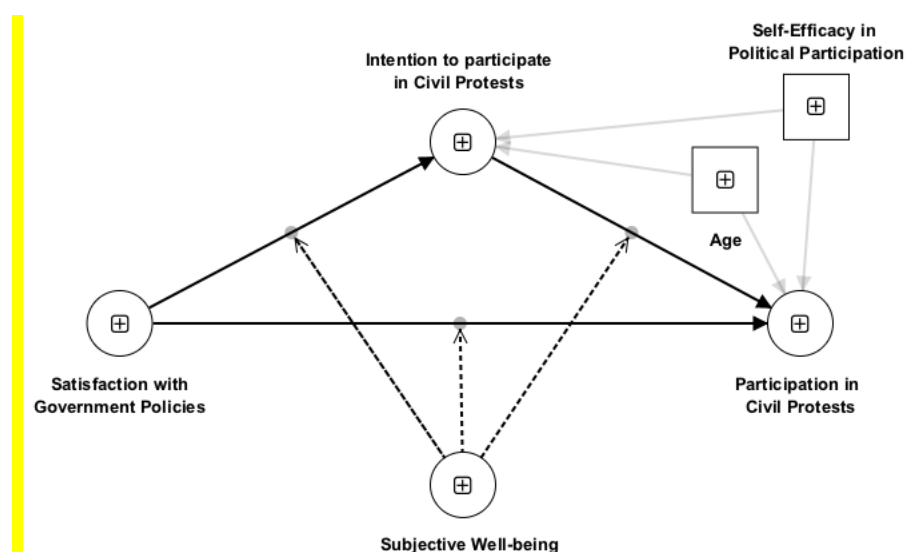 Self-Efficacy in
Political Participation
Intention to participate
in Civil Protests
Age
Satisfaction with
Government Policies
Participation in
Civil Protests
Subjective Well-being